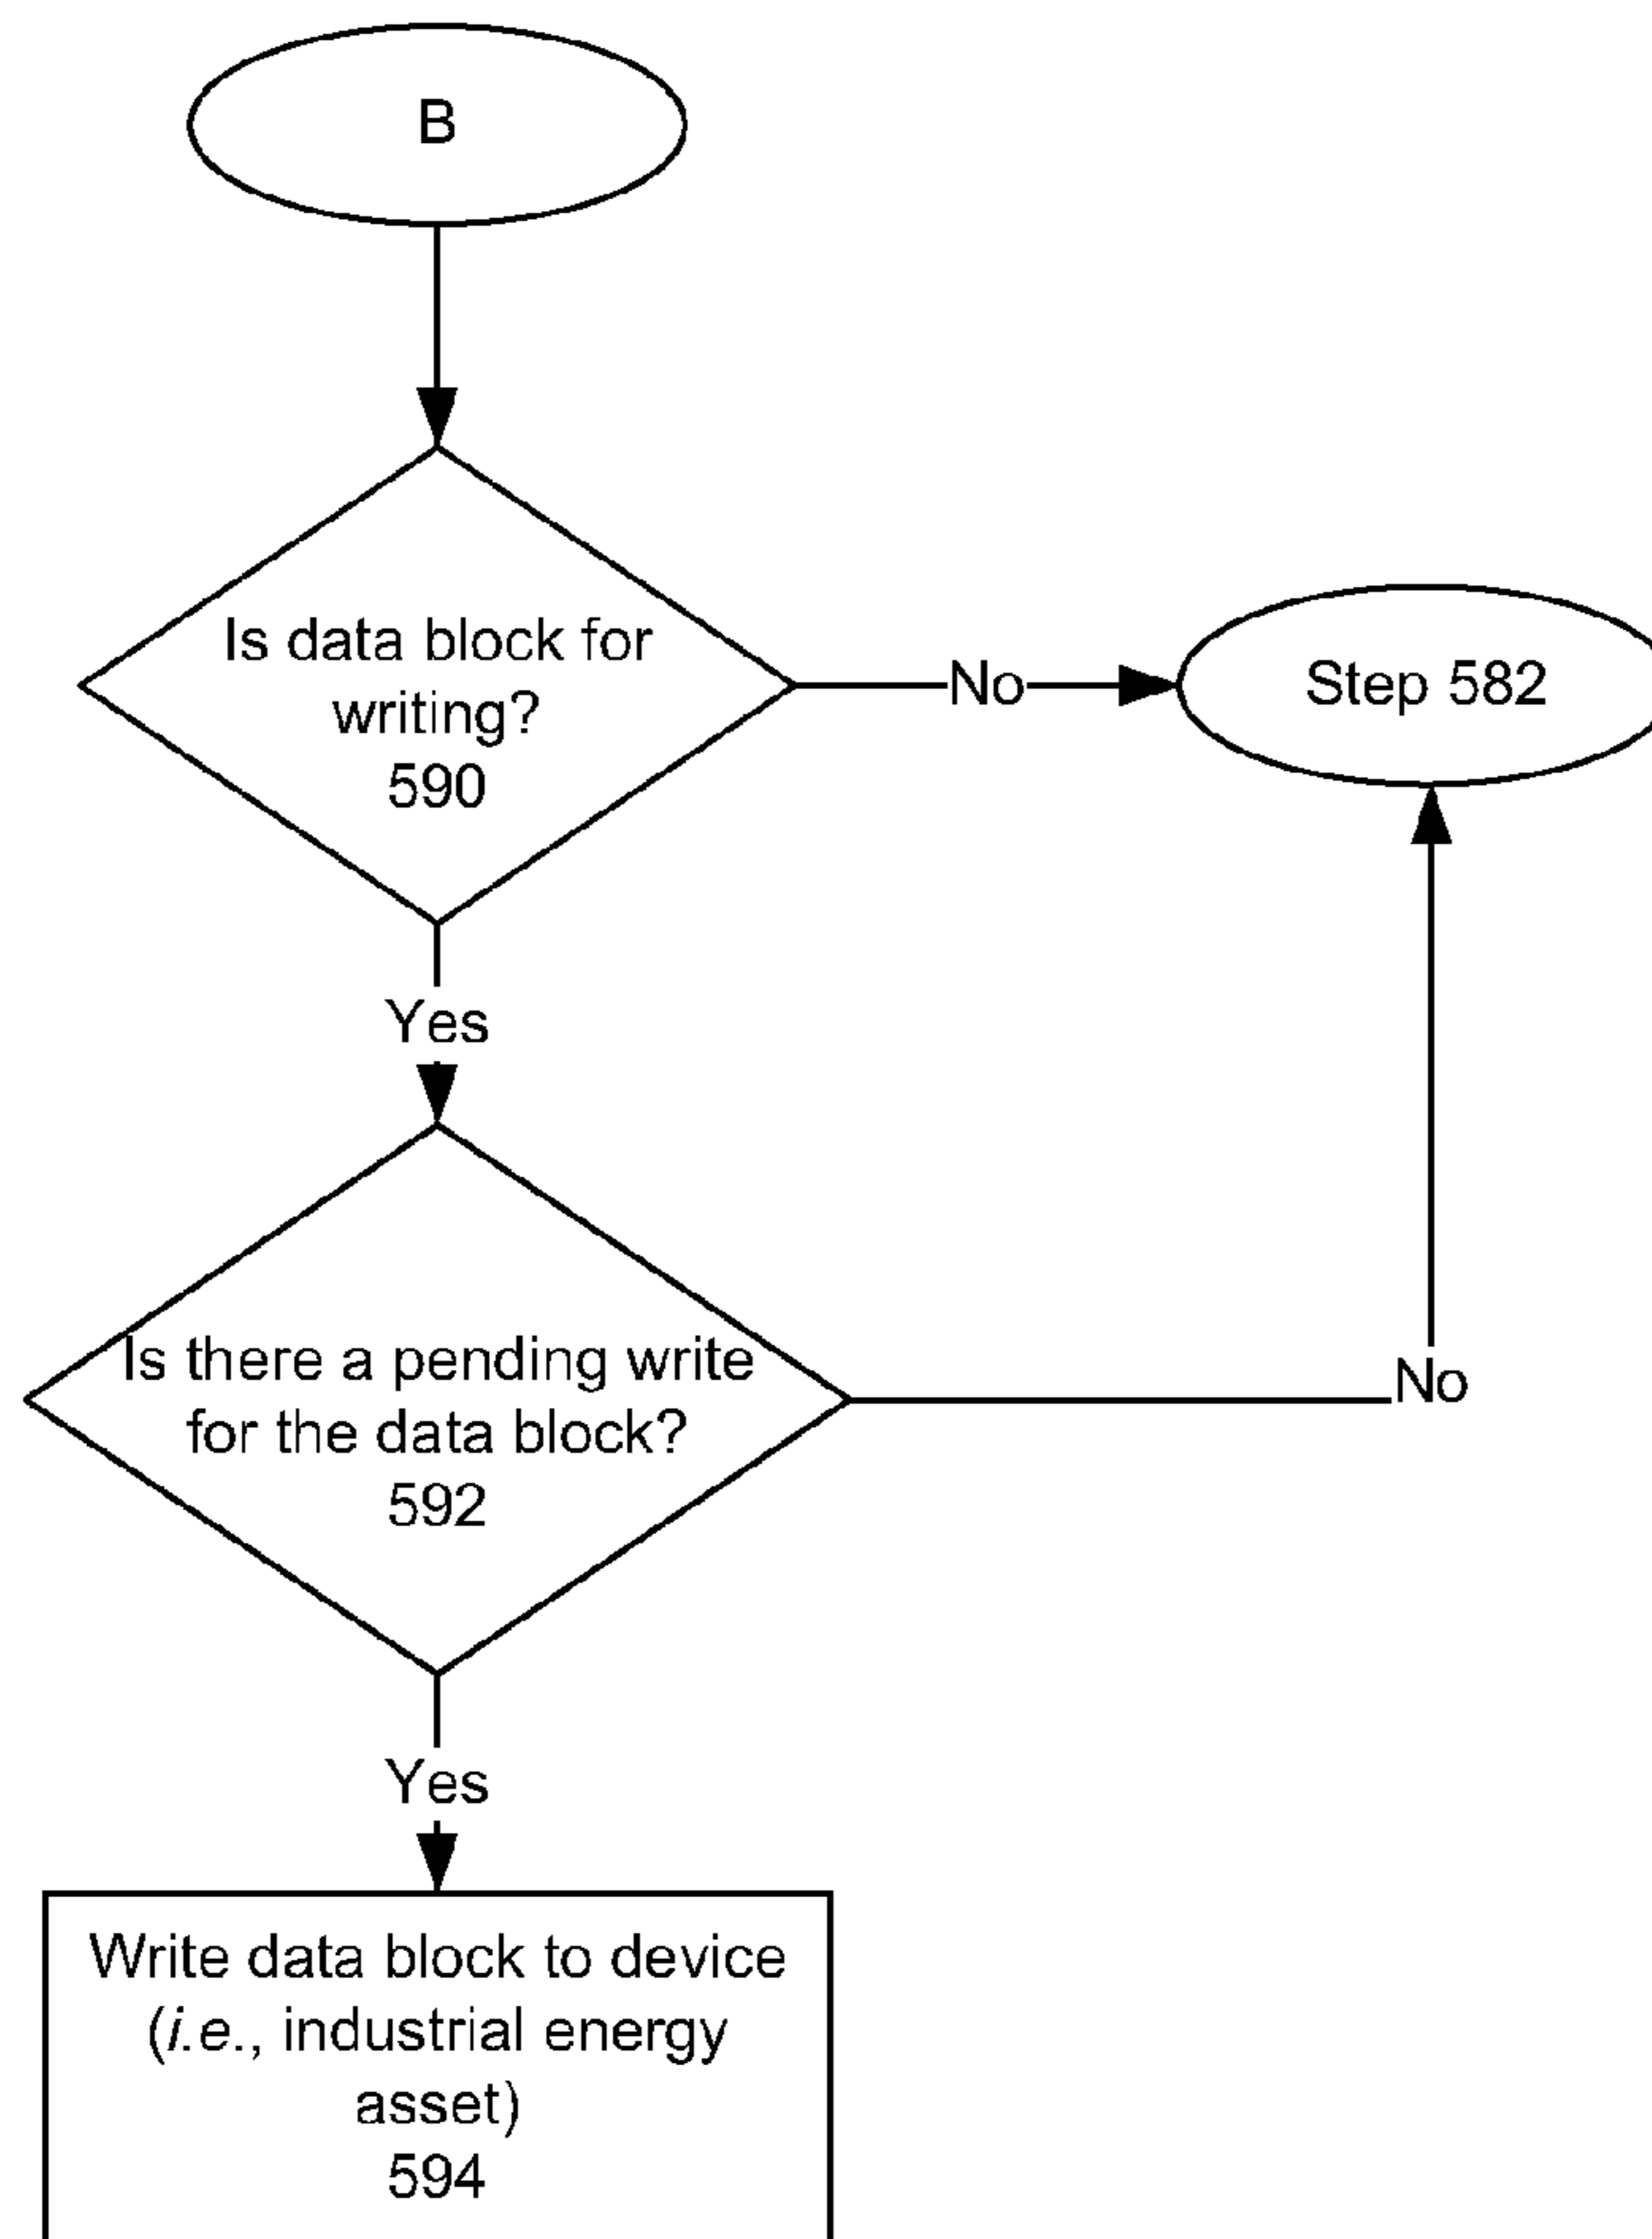 B
Is data block for
writing?
590
No
Step 582
Yes
Is there a pending write
for the data block?
592
No
Yes
Write data block to device
(i.e., industrial energy
asset)
594